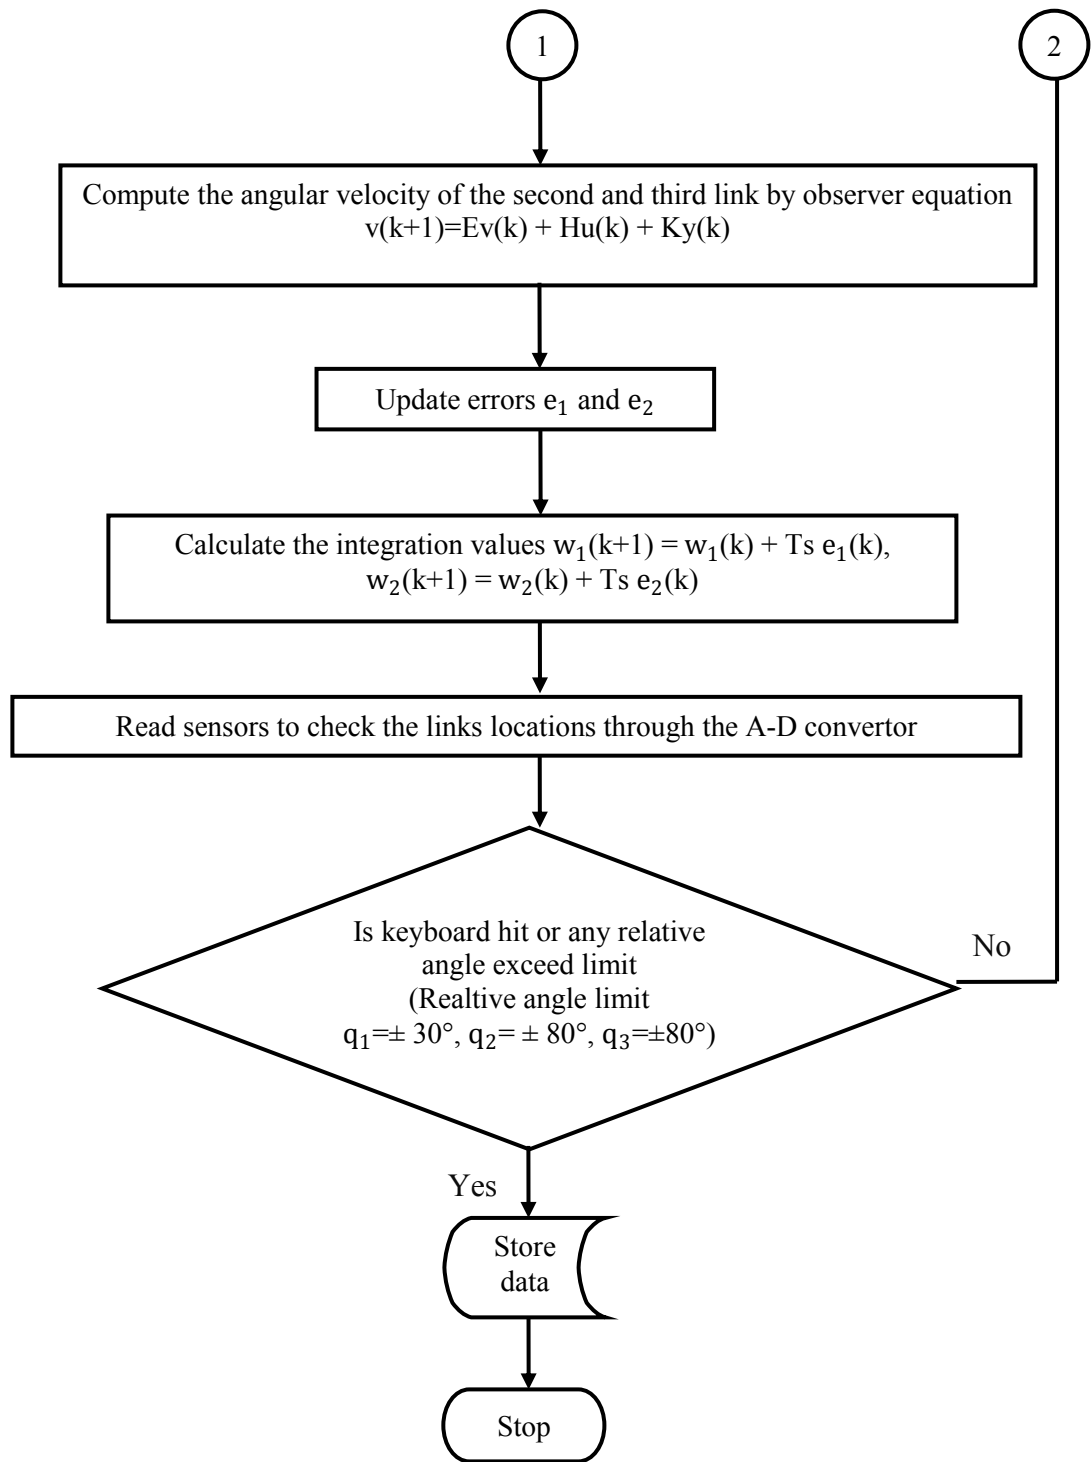 1
2
Compute the angular velocity of the second and third link by observer equation
v(k+1)=Ev(k) + Hu(k) + Ky(k)
Update errors e₁ and e₂
Calculate the integration values w₁(k+1) = w₁(k) + Ts e₁(k),
w₂(k+1) = w₂(k) + Ts e₂(k)
Read sensors to check the links locations through the A-D convertor
Is keyboard hit or any relative
angle exceed limit
(Realtive angle limit
q₁=± 30°, q₂= ± 80°, q₃=±80°)
No
Yes
Store
data
Stop